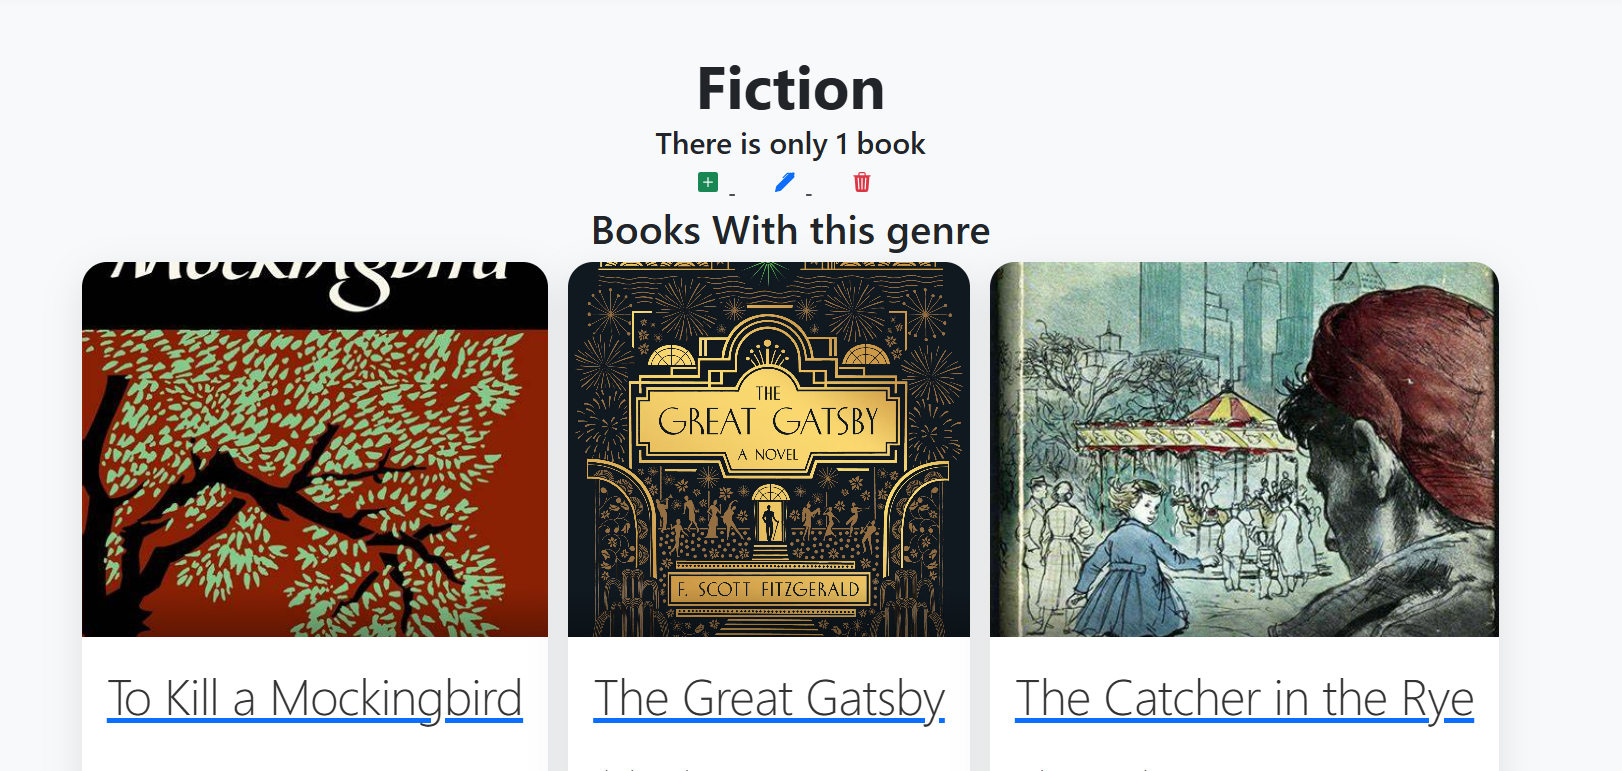 Fiction
There is only 1 book
Books With this genre
Mockingbird
THE
GREAT GATSBY
A NOVEL
F. SCOTT FITZGERALD
To Kill a Mockingbird
The Great Gatsby
The Catcher in the Rye